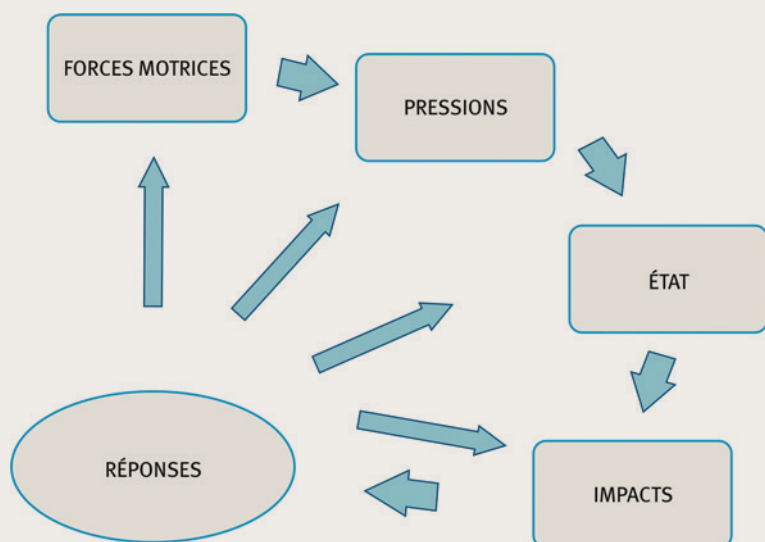 FORCES MOTRICES
PRESSIONS
ÉTAT
RÉPONSES
IMPACTS